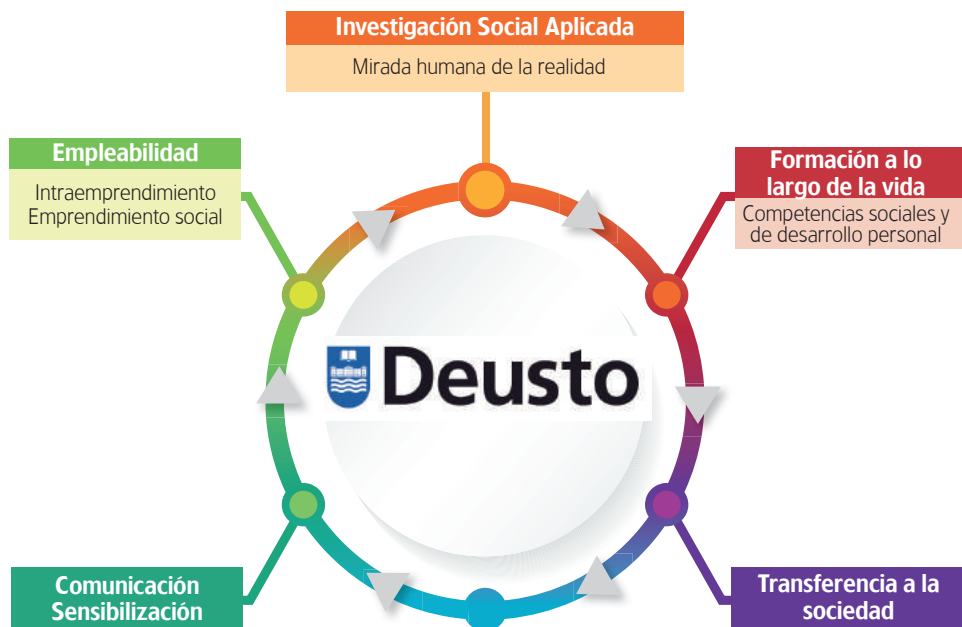 Investigación Social Aplicada
Mirada humana de la realidad
Empleabilidad
Intraemprendimiento
Emprendimiento social
Formación a lo
largo de la vida
Competencias sociales y
de desarrollo personal
Deusto
Comunicación
Sensibilización
Transferencia a la
sociedad